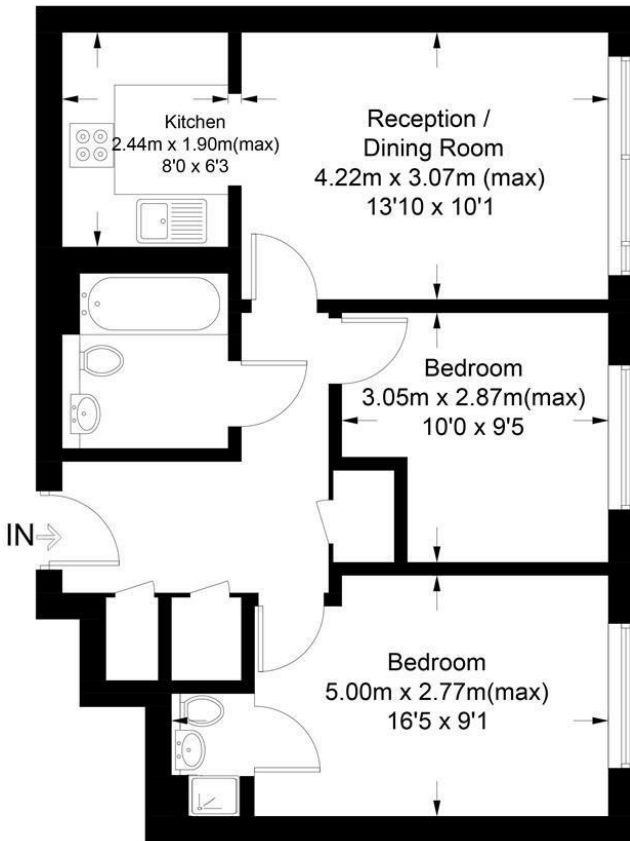 Kitchen
2.44m x 1.90m(max)
8'0 x 6'3
Reception /
Dining Room
4.22m x 3.07m (max)
13'10 x 10'1
Bedroom
3.05m x 2.87m(max)
10'0 x 9'5
IN
Bedroom
5.00m x 2.77m(max)
16'5 x 9'1